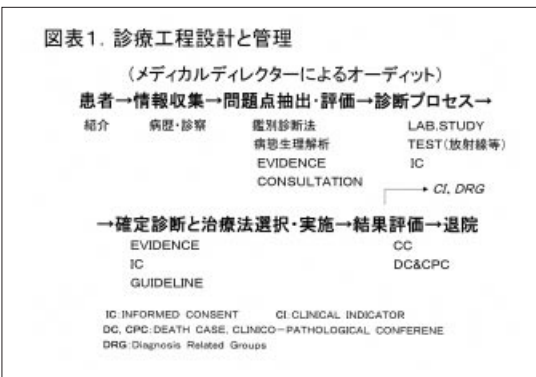 図表1. 診療工程設計と管理
(メディカルディレクターによるオーディット)
患者→情報収集→問題点抽出・評価→診断プロセス→
紹介 病歴・診察 鑑別診断法 LAB.STUDY
病態生理解析 TEST(放射線等)
EVIDENCE IC
CONSULTATION
CI, DRG
→確定診断と治療法選択・実施→結果評価→退院
EVIDENCE CC
IC DC&CPC
GUIDELINE
IC:INFORMED CONSENT CI:CLINICAL INDICATOR
DC, CPC:DEATH CASE, CLINICO-PATHOLOGICAL CONFERENE
DRG:Diagnosis Related Groups